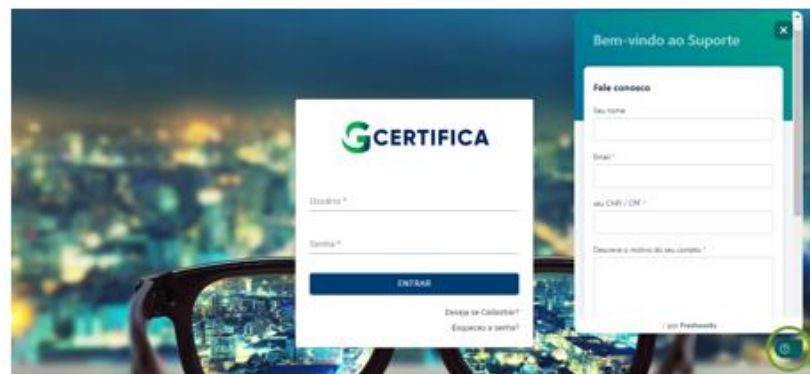 GCERTIFICA
Usuário *
Senha *
ENTRAR
Deseja se Cadastrar?
Esqueceu a senha?
Bem-vindo ao Suporte
Fale conosco
Seu nome
Email *
seu CNPJ / CPF *
Descreva o motivo do seu contato *
por Freshworks